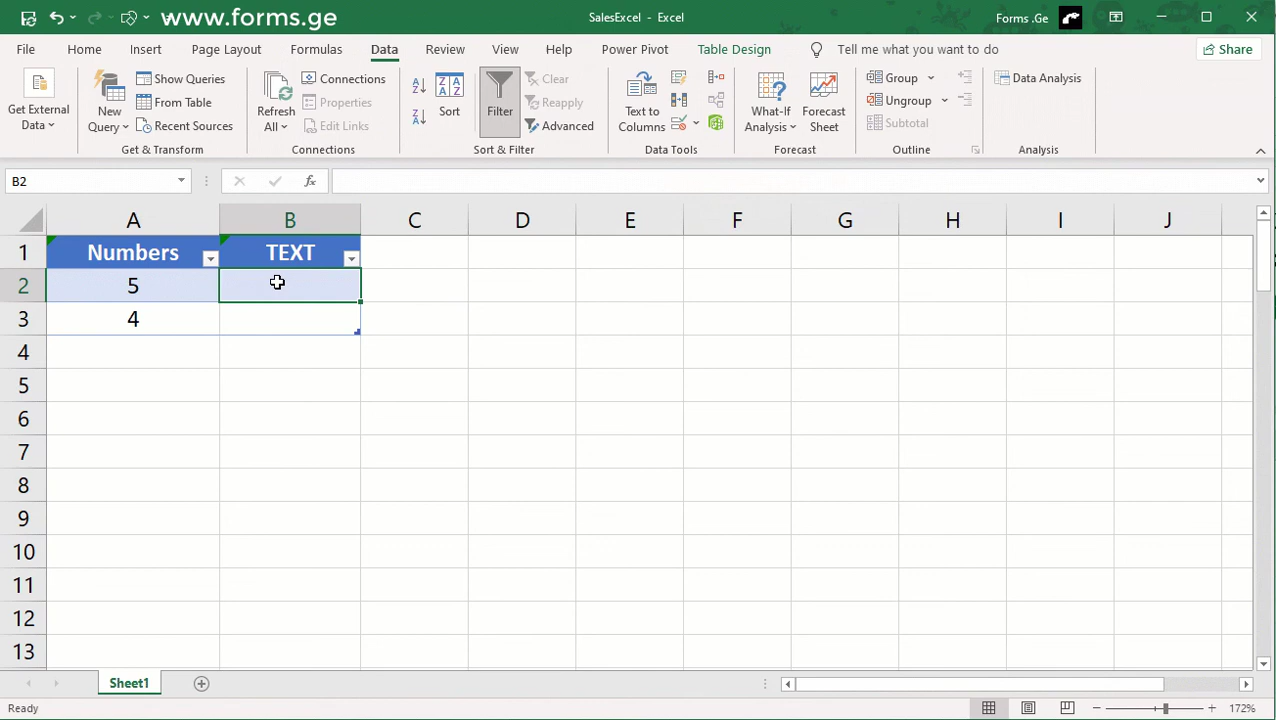 www.forms.ge
SalesExcel - Excel
Forms .Ge
File Home Insert Page Layout Formulas Data Review View Help Power Pivot Table Design Tell me what you want to do Share
Get External Data
New Query
Show Queries
From Table
Recent Sources
Get & Transform
Refresh All
Connections
Properties
Edit Links
Connections
Sort
Filter
Clear
Reapply
Advanced
Sort & Filter
Text to Columns
Data Tools
What-If Analysis
Forecast Sheet
Forecast
Group
Ungroup
Subtotal
Outline
Data Analysis
Analysis
B2 fx
A B C D E F G H I J
1 Numbers TEXT
2 5
3 4
4
5
6
7
8
9
10
11
12
13
Sheet1
Ready 172%